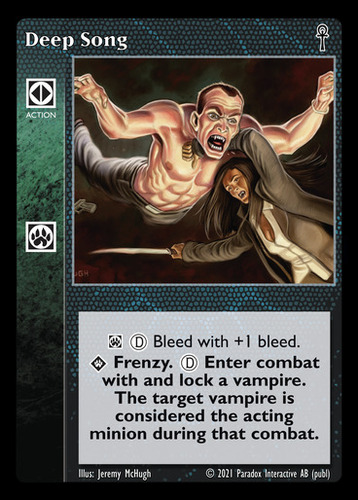 Deep Song
ACTION
JGH
D Bleed with +1 bleed.
Frenzy. D Enter combat
with and lock a vampire.
The target vampire is
considered the acting
minion during that combat.
Illus: Jeremy McHugh © 2021 Paradox Interactive AB (publ)